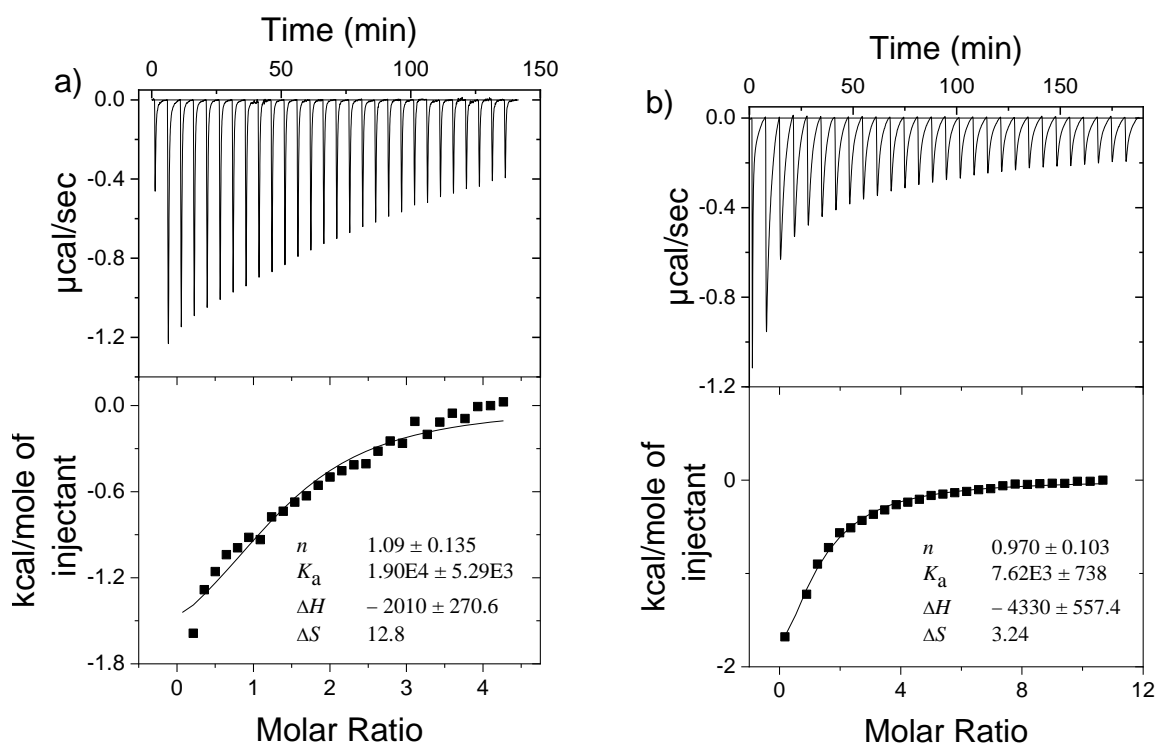 Time (min)
a)
0 50 100 150
0.0
-0.4
-0.8
-1.2
µcal/sec
0.0
-0.6
-1.2
-1.8
kcal/mole of
injectant
n 1.09 ± 0.135
Ka 1.90E4 ± 5.29E3
ΔH – 2010 ± 270.6
ΔS 12.8
0 1 2 3 4
Molar Ratio
Time (min)
b)
0 50 100 150
0.0
-0.4
-0.8
-1.2
µcal/sec
0
-2
kcal/mole of
injectant
n 0.970 ± 0.103
Ka 7.62E3 ± 738
ΔH – 4330 ± 557.4
ΔS 3.24
0 4 8 12
Molar Ratio